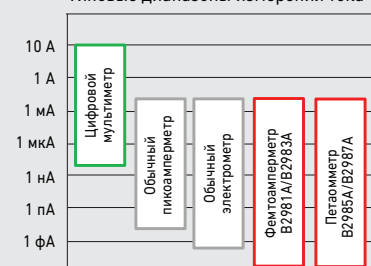 Типовые диапазоны измерений тока
10 А
1 А
1 мА
1 мкА
1 нА
1 пА
1 фА
Цифровой
мультиметр
Обычный
пикоамперметр
Обычный
электрометр
Фемтоамперметр
B2981A/B2983A
Петаомметр
B2985A/B2987A